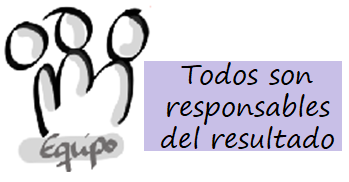 Equipo
Todos son
responsables
del resultado